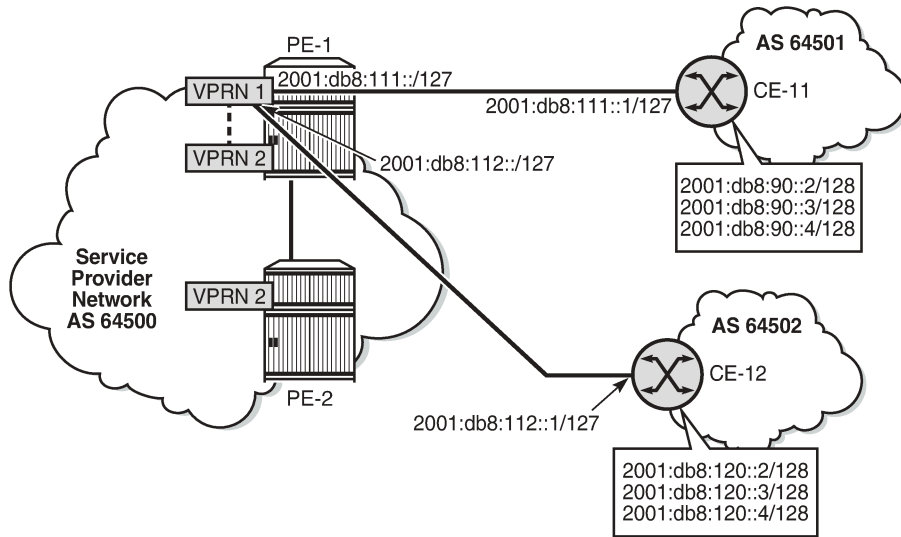 PE-1
AS 64501
VPRN 1
2001:db8:111::/127
2001:db8:111::1/127
CE-11
VPRN 2
2001:db8:112::/127
2001:db8:90::2/128
2001:db8:90::3/128
2001:db8:90::4/128
Service
Provider
Network
AS 64500
VPRN 2
PE-2
AS 64502
CE-12
2001:db8:112::1/127
2001:db8:120::2/128
2001:db8:120::3/128
2001:db8:120::4/128